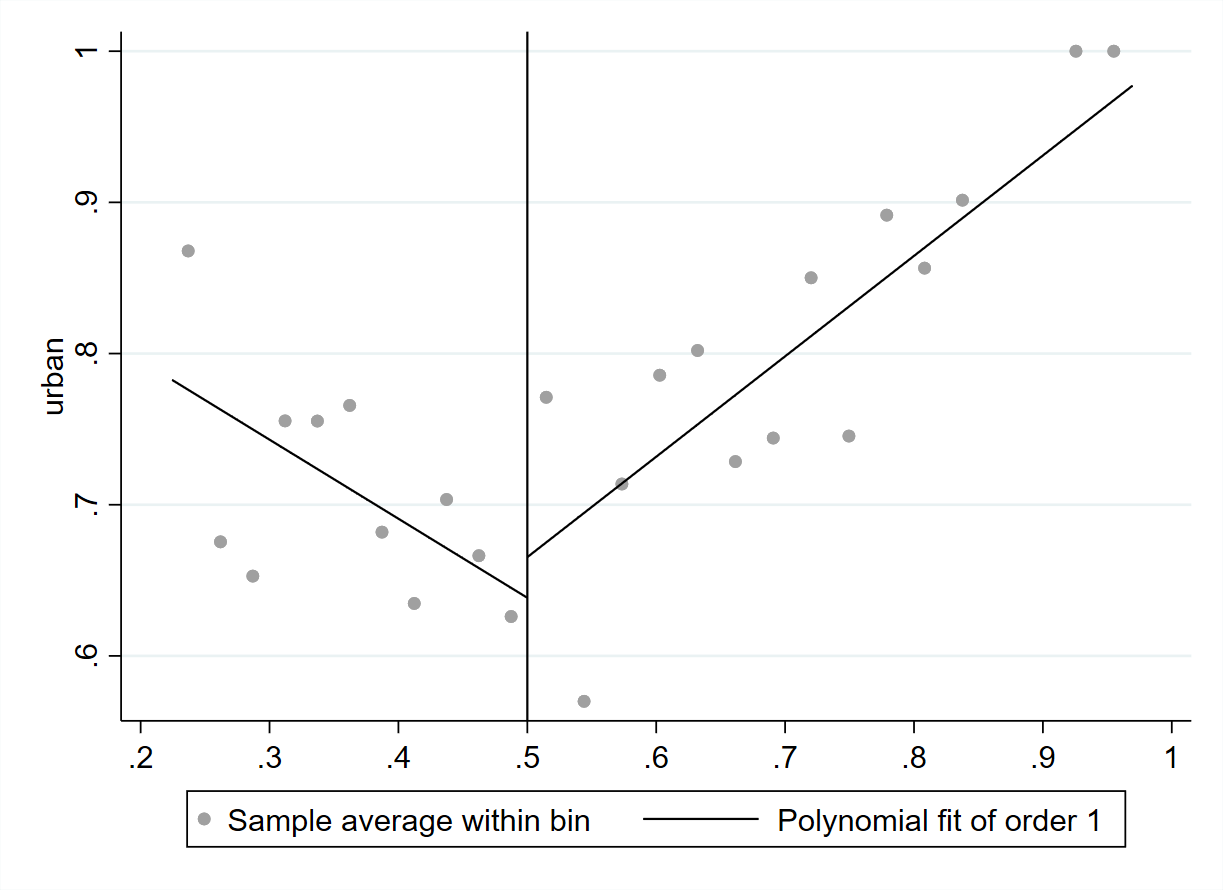 1
.9
.8
.7
.6
urban
.2 .3 .4 .5 .6 .7 .8 .9 1
Sample average within bin Polynomial fit of order 1